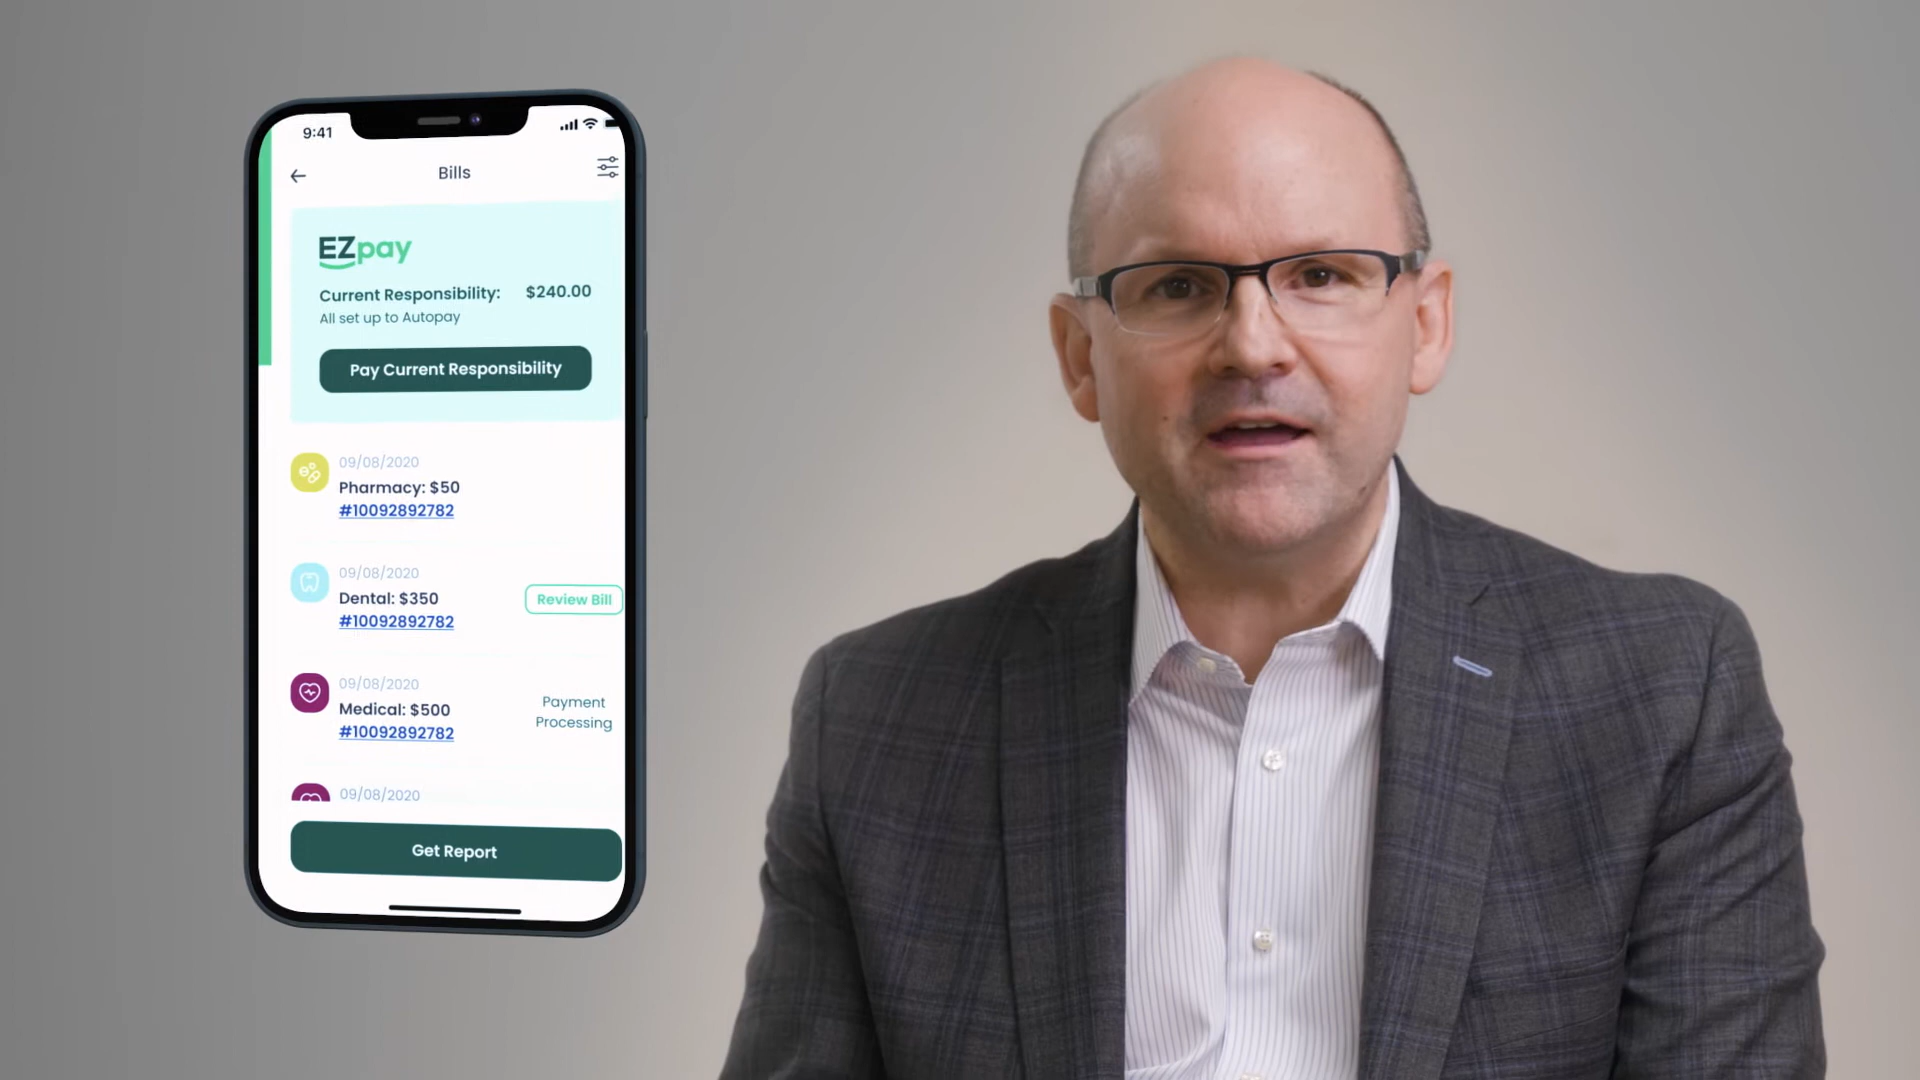 9:41
Bills
EZpay
Current Responsibility: $240.00
All set up to Autopay
Pay Current Responsibility
09/08/2020
Pharmacy: $50
#10092892782
09/08/2020
Dental: $350
#10092892782
Review Bill
09/08/2020
Medical: $500
#10092892782
Payment
Processing
09/08/2020
Get Report